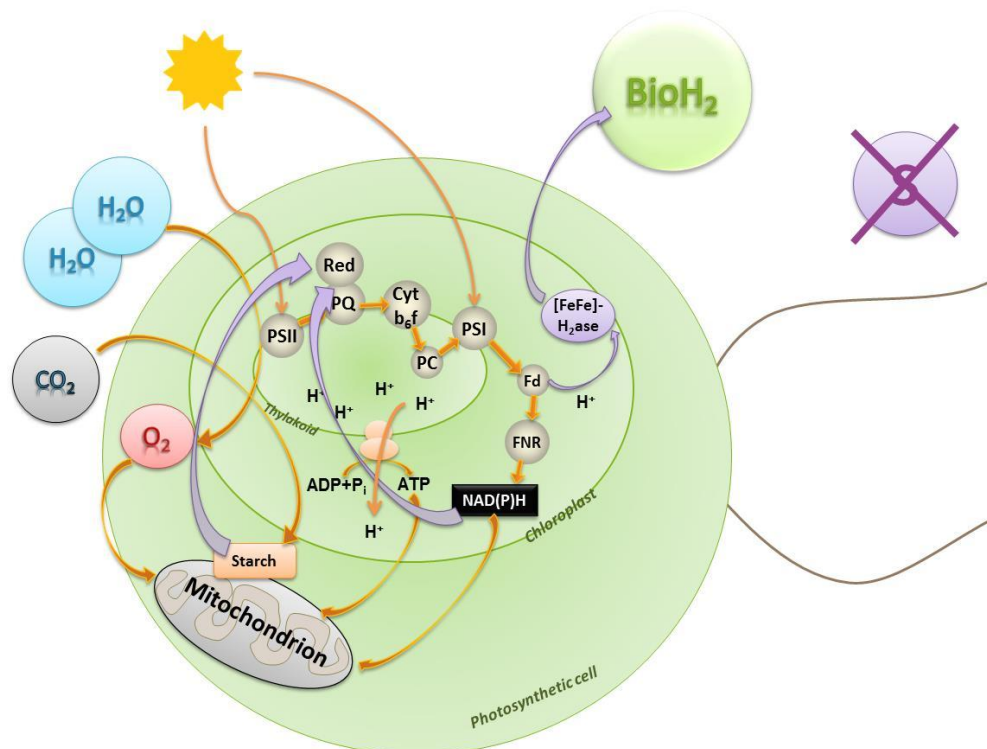 BioH₂
S
H₂O
H₂O
Red
PQ
Cyt
b₆f
[FeFe]-
H₂ase
PSII
PSI
PC
CO₂
Fd
H⁺
H⁺
H⁺
H⁺
H⁺
Thylakoid
O₂
FNR
ADP+Pᵢ
ATP
NAD(P)H
Chloroplast
H⁺
Starch
Mitochondrion
Photosynthetic cell